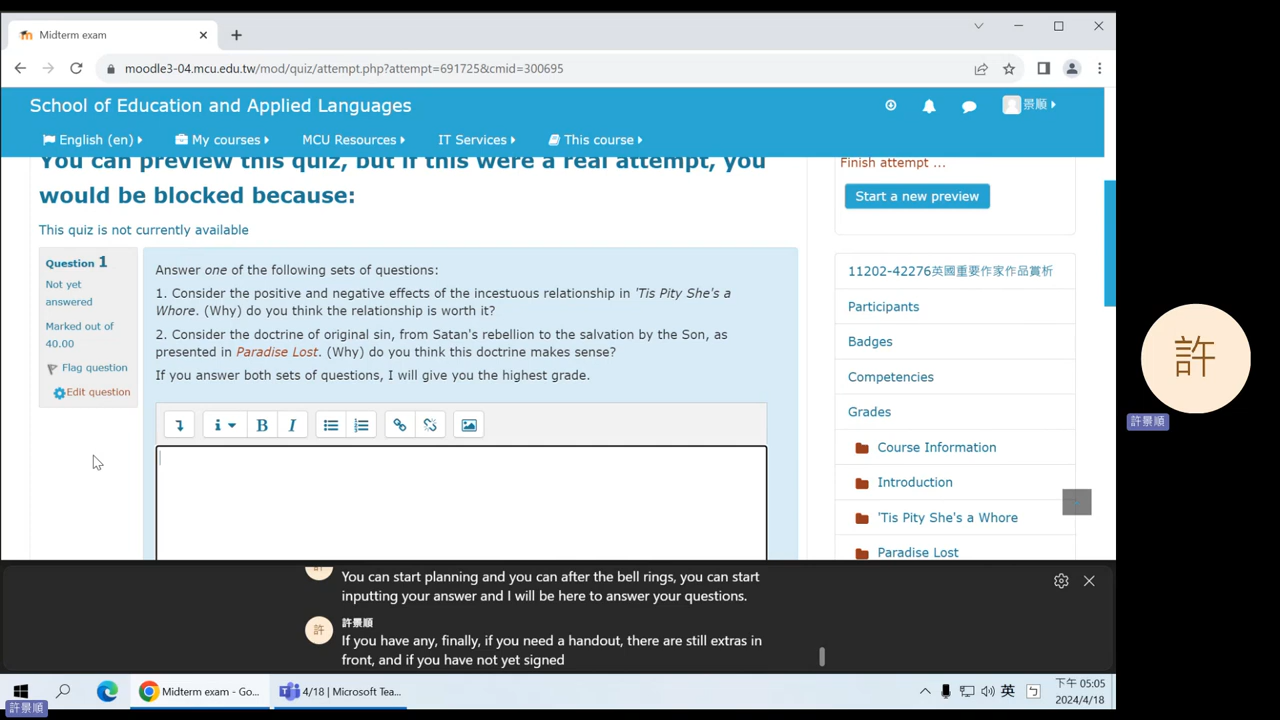 Midterm exam
moodle3-04.mcu.edu.tw/mod/quiz/attempt.php?attempt=691725&cmid=300695
School of Education and Applied Languages
景順
English (en)
My courses
MCU Resources
IT Services
This course
You can preview this quiz, but if this were a real attempt, you
would be blocked because:
This quiz is not currently available
Question 1
Not yet
answered
Marked out of
40.00
Flag question
Edit question
Answer one of the following sets of questions:
1. Consider the positive and negative effects of the incestuous relationship in 'Tis Pity She's a
Whore. (Why) do you think the relationship is worth it?
2. Consider the doctrine of original sin, from Satan's rebellion to the salvation by the Son, as
presented in Paradise Lost. (Why) do you think this doctrine makes sense?
If you answer both sets of questions, I will give you the highest grade.
Finish attempt ...
Start a new preview
11202-42276英國重要作家作品賞析
Participants
Badges
Competencies
Grades
Course Information
Introduction
'Tis Pity She's a Whore
Paradise Lost
許
許景順
許
You can start planning and you can after the bell rings, you can start
inputting your answer and I will be here to answer your questions.
許景順
許
If you have any, finally, if you need a handout, there are still extras in
front, and if you have not yet signed
Midterm exam - Go...
4/18 | Microsoft Tea...
英
下午 05:05
2024/4/18
許景順